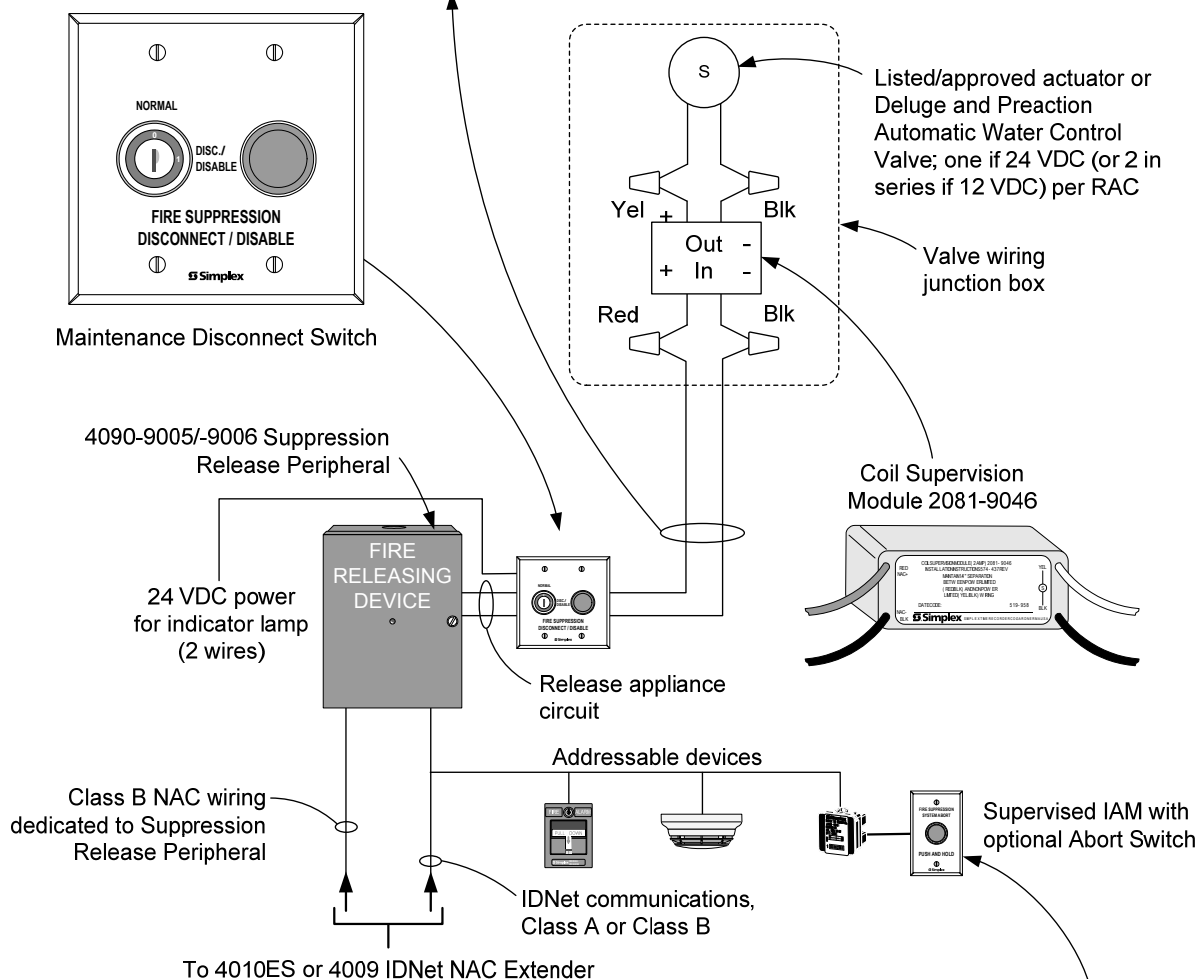 NORMAL
0
1
DISC./
DISABLE
FIRE SUPPRESSION
DISCONNECT / DISABLE
Simplex
Maintenance Disconnect Switch
S
Listed/approved actuator or
Deluge and Preaction
Automatic Water Control
Valve; one if 24 VDC (or 2 in
series if 12 VDC) per RAC
Yel
+
Blk
Out -
+ In -
Red
Blk
Valve wiring
junction box
4090-9005/-9006 Suppression
Release Peripheral
FIRE
RELEASING
DEVICE
24 VDC power
for indicator lamp
(2 wires)
NORMAL
DISC./
DISABLE
FIRE SUPPRESSION
DISCONNECT / DISABLE
Simplex
Release appliance
circuit
Coil Supervision
Module 2081-9046
RED
NAC+
NAC-
BLK
YEL
S
BLK
DATECODE:
Simplex
Addressable devices
FIRE
ALARM
PULL DOWN
FIRE SUPPRESSION
SYSTEM ABORT
PUSH AND HOLD
Simplex
Supervised IAM with
optional Abort Switch
Class B NAC wiring
dedicated to Suppression
Release Peripheral
IDNet communications,
Class A or Class B
To 4010ES or 4009 IDNet NAC Extender